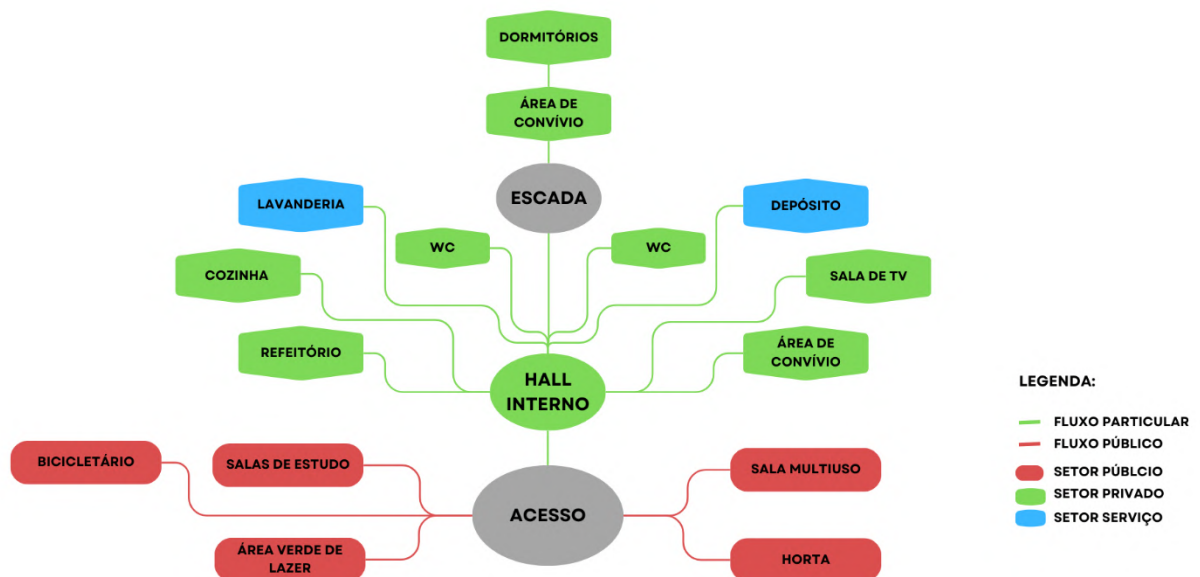 DORMITÓRIOS
ÁREA DE
CONVÍVIO
ESCADA
LAVANDERIA
DEPÓSITO
WC
WC
COZINHA
SALA DE TV
REFEITÓRIO
ÁREA DE
CONVÍVIO
HALL
INTERNO
BICICLETÁRIO
SALAS DE ESTUDO
SALA MULTIUSO
ACESSO
ÁREA VERDE DE
LAZER
HORTA
LEGENDA:
FLUXO PARTICULAR
FLUXO PÚBLICO
SETOR PÚBLCIO
SETOR PRIVADO
SETOR SERVIÇO